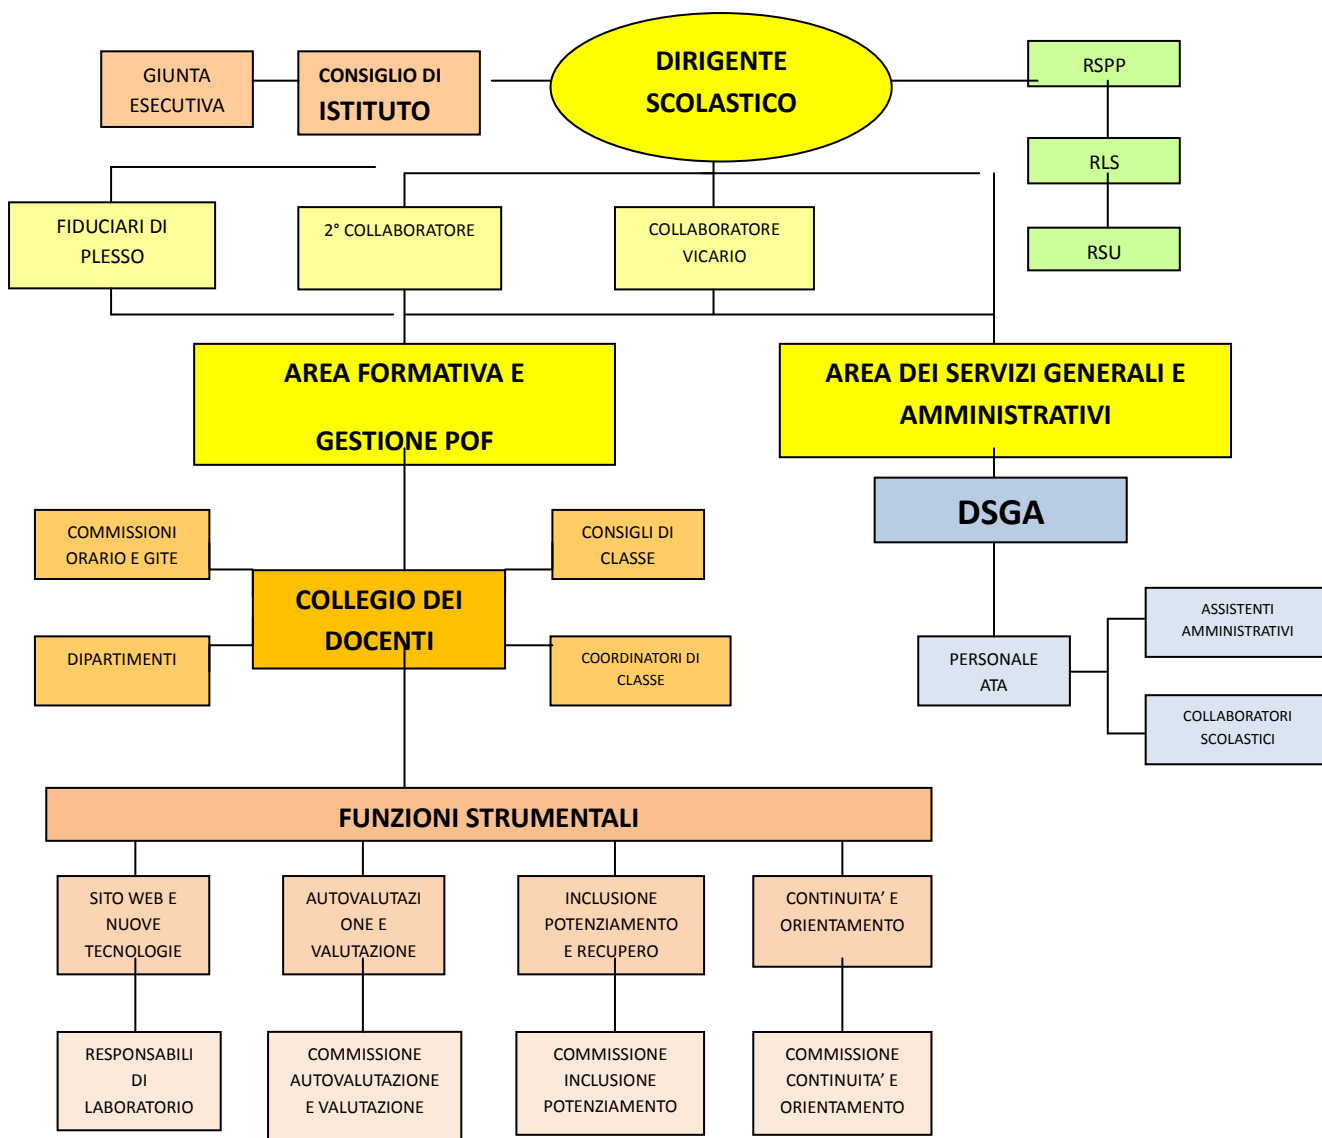 GIUNTA
ESECUTIVA
CONSIGLIO DI
ISTITUTO
DIRIGENTE
SCOLASTICO
RSPP
RLS
RSU
FIDUCIARI DI
PLESSO
2° COLLABORATORE
COLLABORATORE
VICARIO
AREA FORMATIVA E
GESTIONE POF
AREA DEI SERVIZI GENERALI E
AMMINISTRATIVI
DSGA
COMMISSIONI
ORARIO E GITE
CONSIGLI DI
CLASSE
COLLEGIO DEI
DOCENTI
DIPARTIMENTI
COORDINATORI DI
CLASSE
PERSONALE
ATA
ASSISTENTI
AMMINISTRATIVI
COLLABORATORI
SCOLASTICI
FUNZIONI STRUMENTALI
SITO WEB E
NUOVE
TECNOLOGIE
AUTOVALUTAZI
ONE E
VALUTAZIONE
INCLUSIONE
POTENZIAMENTO
E RECUPERO
CONTINUITA’ E
ORIENTAMENTO
RESPONSABILI
DI
LABORATORIO
COMMISSIONE
AUTOVALUTAZIONE
E VALUTAZIONE
COMMISSIONE
INCLUSIONE
POTENZIAMENTO
COMMISSIONE
CONTINUITA’ E
ORIENTAMENTO